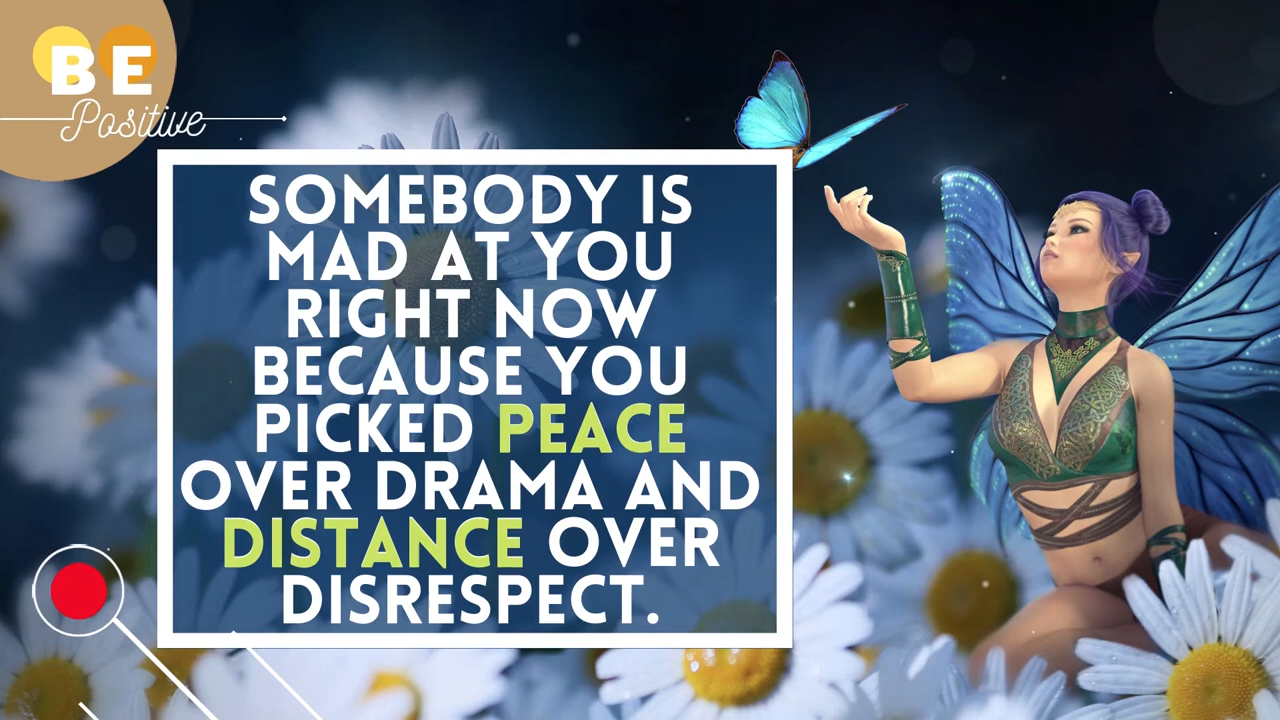 BE
Positive
SOMEBODY IS
MAD AT YOU
RIGHT NOW
BECAUSE YOU
PICKED PEACE
OVER DRAMA AND
DISTANCE OVER
DISRESPECT.